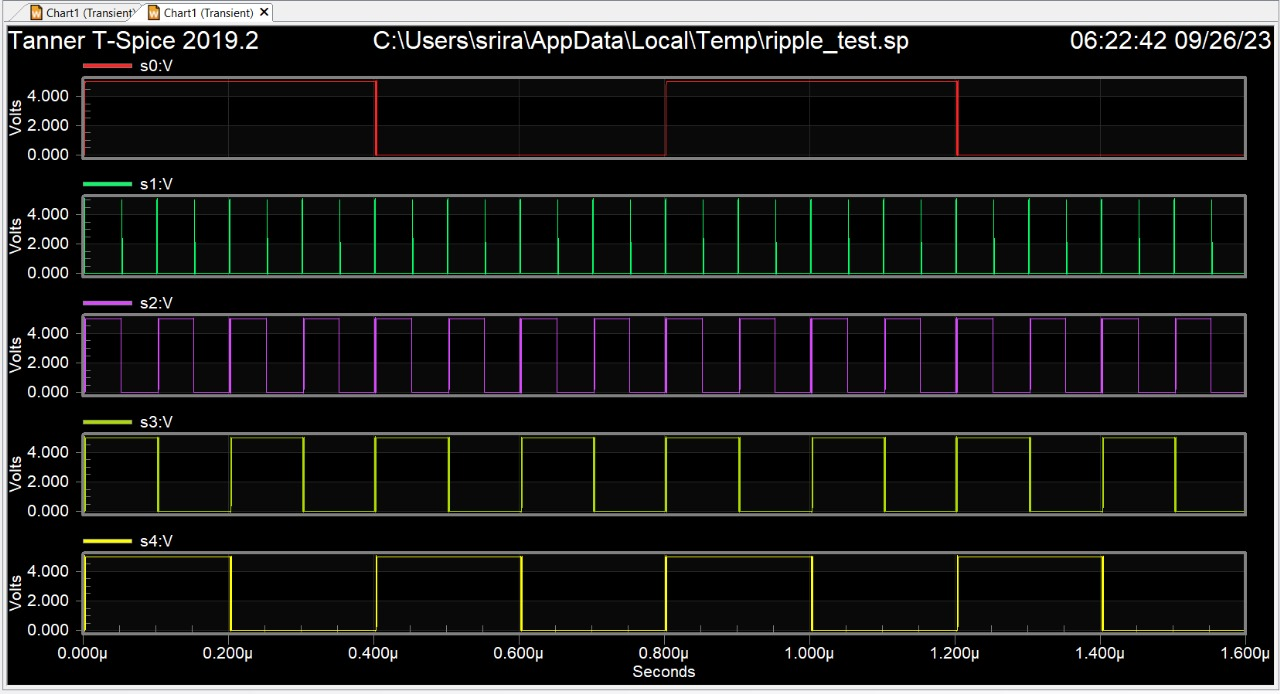 Chart1 (Transient) Chart1 (Transient)
Tanner T-Spice 2019.2 C:\Users\srira\AppData\Local\Temp\ripple_test.sp 06:22:42 09/26/23
s0:V
Volts
4.000
2.000
0.000
s1:V
Volts
4.000
2.000
0.000
s2:V
Volts
4.000
2.000
0.000
s3:V
Volts
4.000
2.000
0.000
s4:V
Volts
4.000
2.000
0.000
0.000µ 0.200µ 0.400µ 0.600µ 0.800µ 1.000µ 1.200µ 1.400µ 1.600µ
Seconds